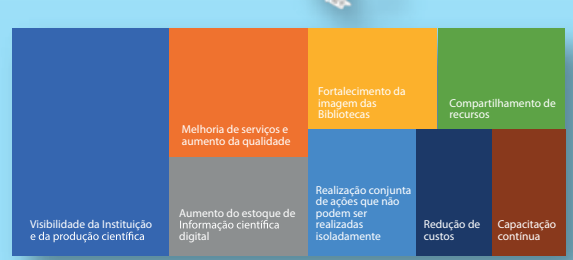 Visibilidade da Instituição
e da produção científica
Melhoria de serviços e
aumento da qualidade
Aumento do estoque de
Informação científica
digital
Fortalecimento da
imagem das
Bibliotecas
Compartilhamento de
recursos
Realização conjunta
de ações que não
podem ser
realizadas
isoladamente
Redução de
custos
Capacitação
contínua